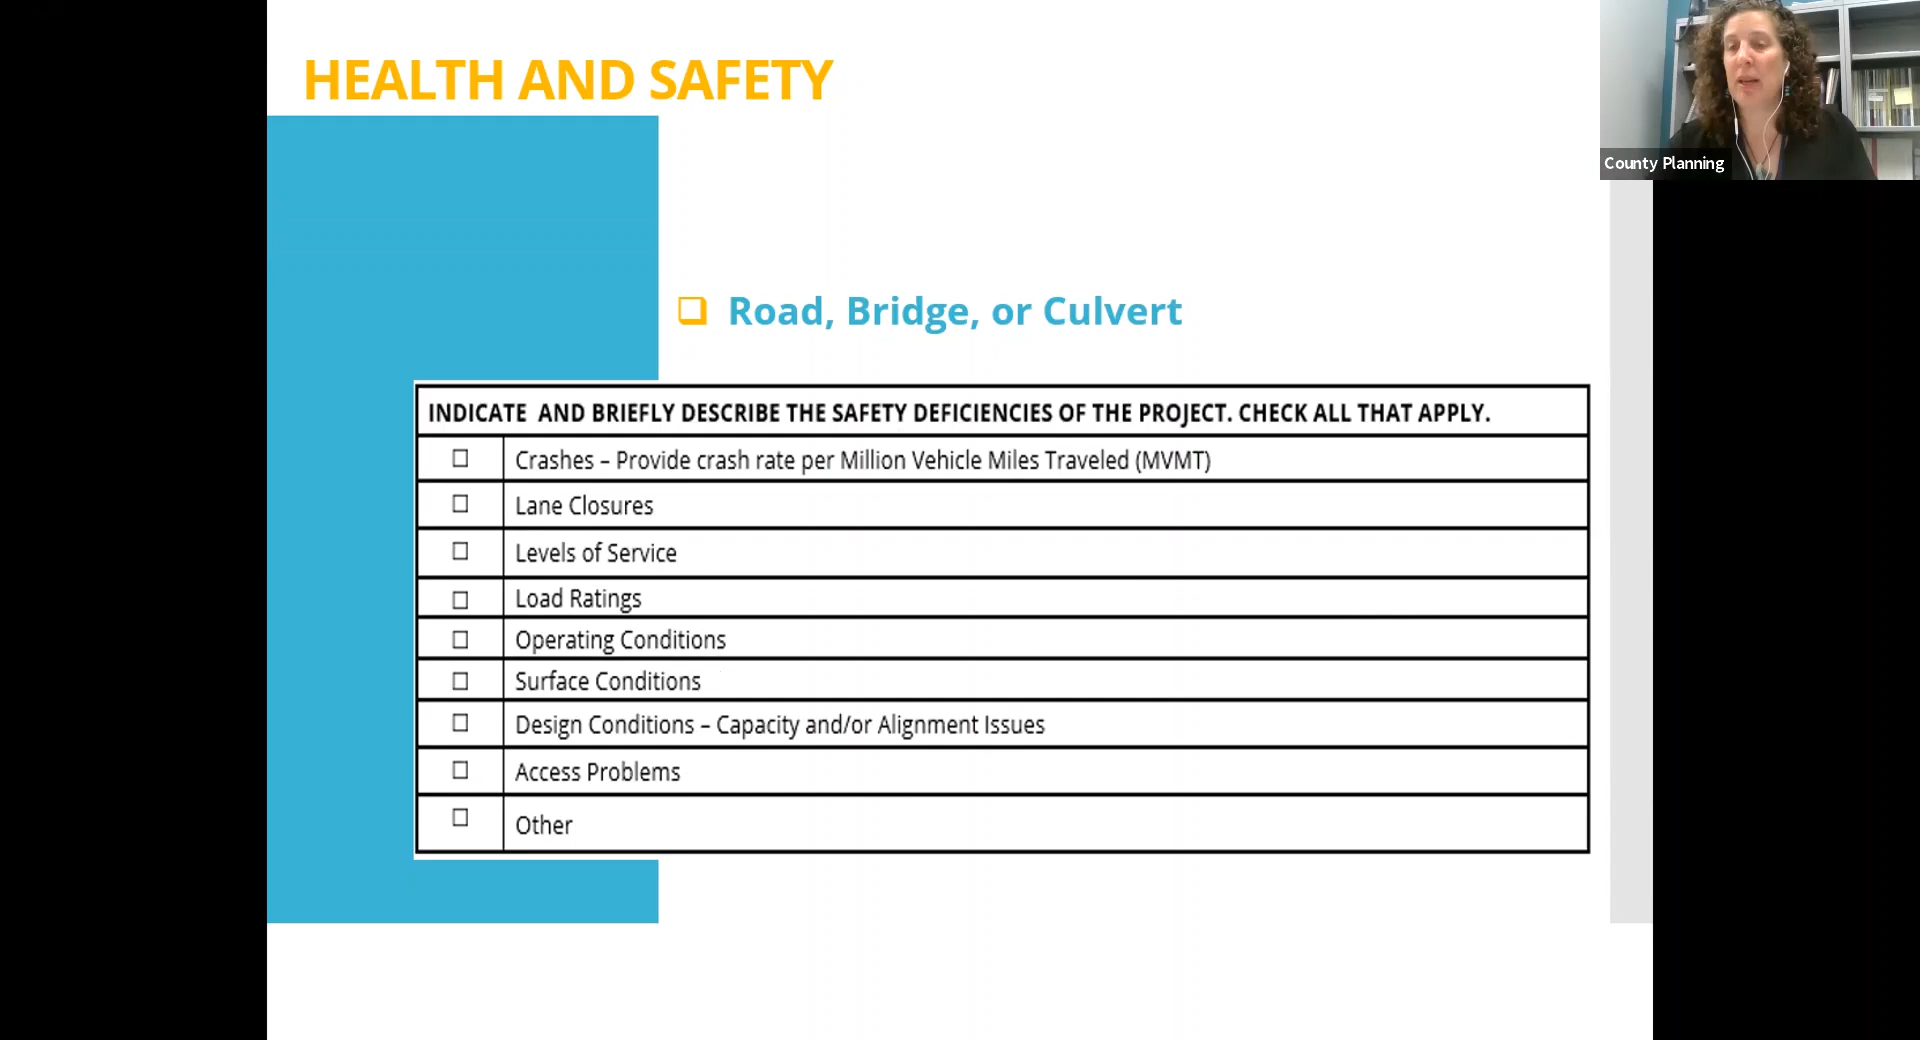 HEALTH AND SAFETY
County Planning
Road, Bridge, or Culvert
INDICATE AND BRIEFLY DESCRIBE THE SAFETY DEFICIENCIES OF THE PROJECT. CHECK ALL THAT APPLY.
Crashes – Provide crash rate per Million Vehicle Miles Traveled (MVMT)
Lane Closures
Levels of Service
Load Ratings
Operating Conditions
Surface Conditions
Design Conditions – Capacity and/or Alignment Issues
Access Problems
Other